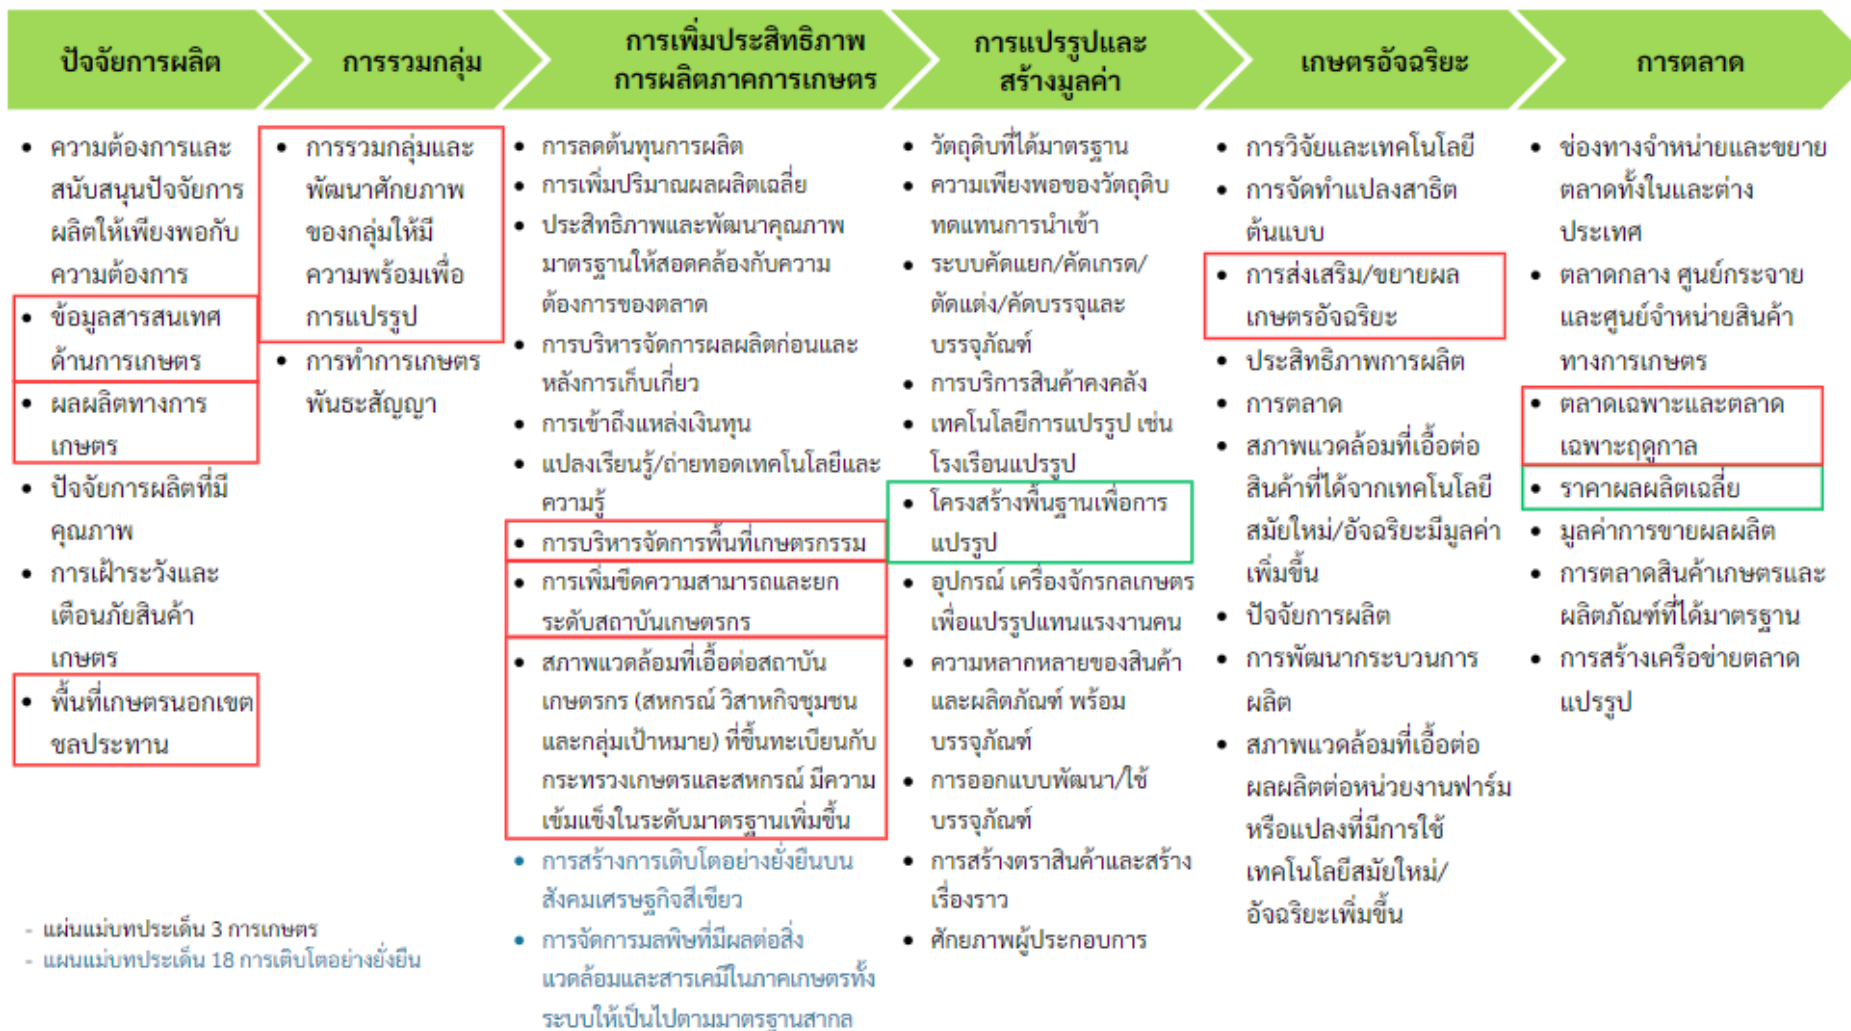 ปัจจัยการผลิต
การรวมกลุ่ม
การเพิ่มประสิทธิภาพ
การผลิตภาคการเกษตร
การแปรรูปและ
สร้างมูลค่า
เกษตรอัจฉริยะ
การตลาด
• ความต้องการและ
สนับสนุนปัจจัยการ
ผลิตให้เพียงพอกับ
ความต้องการ
• ข้อมูลสารสนเทศ
ด้านการเกษตร
• ผลผลิตทางการ
เกษตร
• ปัจจัยการผลิตที่มี
คุณภาพ
• การเฝ้าระวังและ
เตือนภัยสินค้า
เกษตร
• พื้นที่เกษตรนอกเขต
ชลประทาน
• การรวมกลุ่มและ
พัฒนาศักยภาพ
ของกลุ่มให้มี
ความพร้อมเพื่อ
การแปรรูป
• การทำการเกษตร
พันธะสัญญา
• การลดต้นทุนการผลิต
• การเพิ่มปริมาณผลผลิตเฉลี่ย
• ประสิทธิภาพและพัฒนาคุณภาพ
มาตรฐานให้สอดคล้องกับความ
ต้องการของตลาด
• การบริหารจัดการผลผลิตก่อนและ
หลังการเก็บเกี่ยว
• การเข้าถึงแหล่งเงินทุน
• แปลงเรียนรู้/ถ่ายทอดเทคโนโลยีและ
ความรู้
• การบริหารจัดการพื้นที่เกษตรกรรม
• การเพิ่มขีดความสามารถและยก
ระดับสถาบันเกษตรกร
• สภาพแวดล้อมที่เอื้อต่อสถาบัน
เกษตรกร (สหกรณ์ วิสาหกิจชุมชน
และกลุ่มเป้าหมาย) ที่ขึ้นทะเบียนกับ
กระทรวงเกษตรและสหกรณ์ มีความ
เข้มแข็งในระดับมาตรฐานเพิ่มขึ้น
• การสร้างการเติบโตอย่างยั่งยืนบน
สังคมเศรษฐกิจสีเขียว
• การจัดการมลพิษที่มีผลต่อสิ่ง
แวดล้อมและสารเคมีในภาคเกษตรทั้ง
ระบบให้เป็นไปตามมาตรฐานสากล
• วัตถุดิบที่ได้มาตรฐาน
• ความเพียงพอของวัตถุดิบ
ทดแทนการนำเข้า
• ระบบคัดแยก/คัดเกรด/
ตัดแต่ง/คัดบรรจุและ
บรรจุภัณฑ์
• การบริการสินค้าคงคลัง
• เทคโนโลยีการแปรรูป เช่น
โรงเรือนแปรรูป
• โครงสร้างพื้นฐานเพื่อการ
แปรรูป
• อุปกรณ์ เครื่องจักรกลเกษตร
เพื่อแปรรูปแทนแรงงานคน
• ความหลากหลายของสินค้า
และผลิตภัณฑ์ พร้อม
บรรจุภัณฑ์
• การออกแบบพัฒนา/ใช้
บรรจุภัณฑ์
• การสร้างตราสินค้าและสร้าง
เรื่องราว
• ศักยภาพผู้ประกอบการ
• การวิจัยและเทคโนโลยี
• การจัดทำแปลงสาธิต
ต้นแบบ
• การส่งเสริม/ขยายผล
เกษตรอัจฉริยะ
• ประสิทธิภาพการผลิต
• การตลาด
• สภาพแวดล้อมที่เอื้อต่อ
สินค้าที่ได้จากเทคโนโลยี
สมัยใหม่/อัจฉริยะมีมูลค่า
เพิ่มขึ้น
• ปัจจัยการผลิต
• การพัฒนากระบวนการ
ผลิต
• สภาพแวดล้อมที่เอื้อต่อ
ผลผลิตต่อหน่วยงานฟาร์ม
หรือแปลงที่มีการใช้
เทคโนโลยีสมัยใหม่/
อัจฉริยะเพิ่มขึ้น
• ช่องทางจำหน่ายและขยาย
ตลาดทั้งในและต่าง
ประเทศ
• ตลาดกลาง ศูนย์กระจาย
และศูนย์จำหน่ายสินค้า
ทางการเกษตร
• ตลาดเฉพาะและตลาด
เฉพาะฤดูกาล
• ราคาผลผลิตเฉลี่ย
• มูลค่าการขายผลผลิต
• การตลาดสินค้าเกษตรและ
ผลิตภัณฑ์ที่ได้มาตรฐาน
• การสร้างเครือข่ายตลาด
แปรรูป
- แผ่นแม่บทประเด็น 3 การเกษตร
- แผนแม่บทประเด็น 18 การเติบโตอย่างยั่งยืน